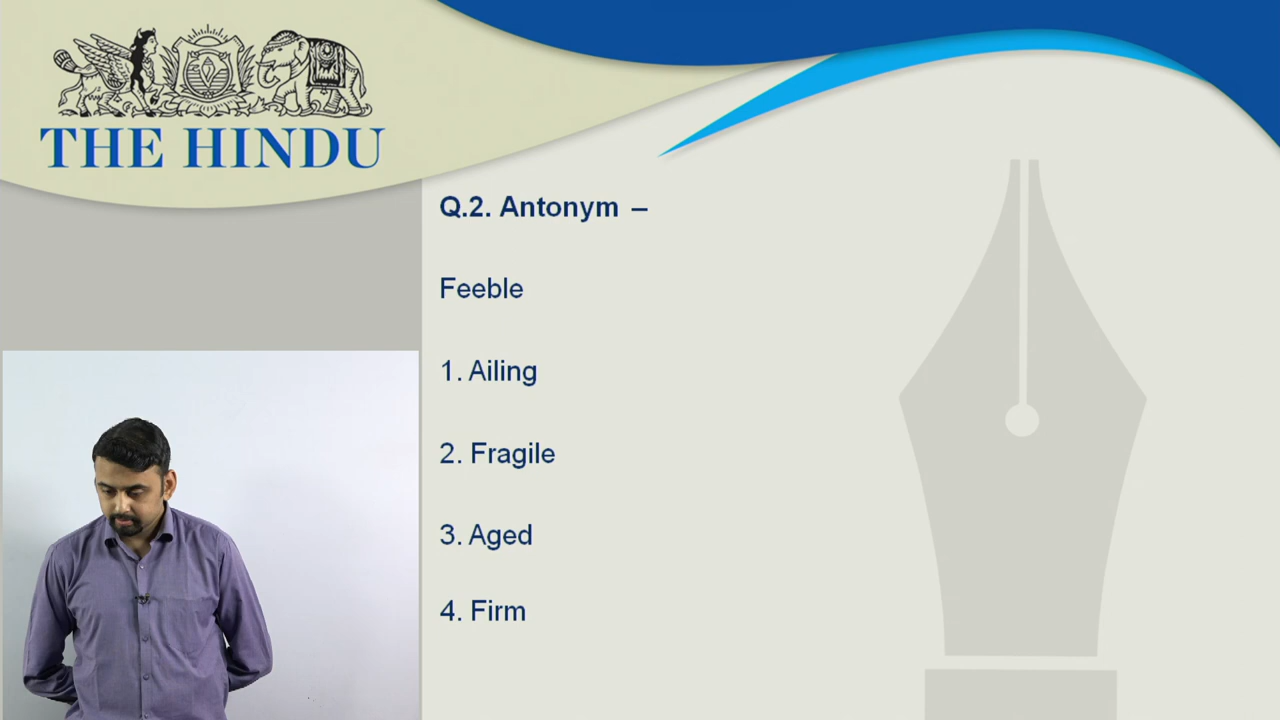 THE HINDU
Q.2. Antonym –
Feeble
1. Ailing
2. Fragile
3. Aged
4. Firm